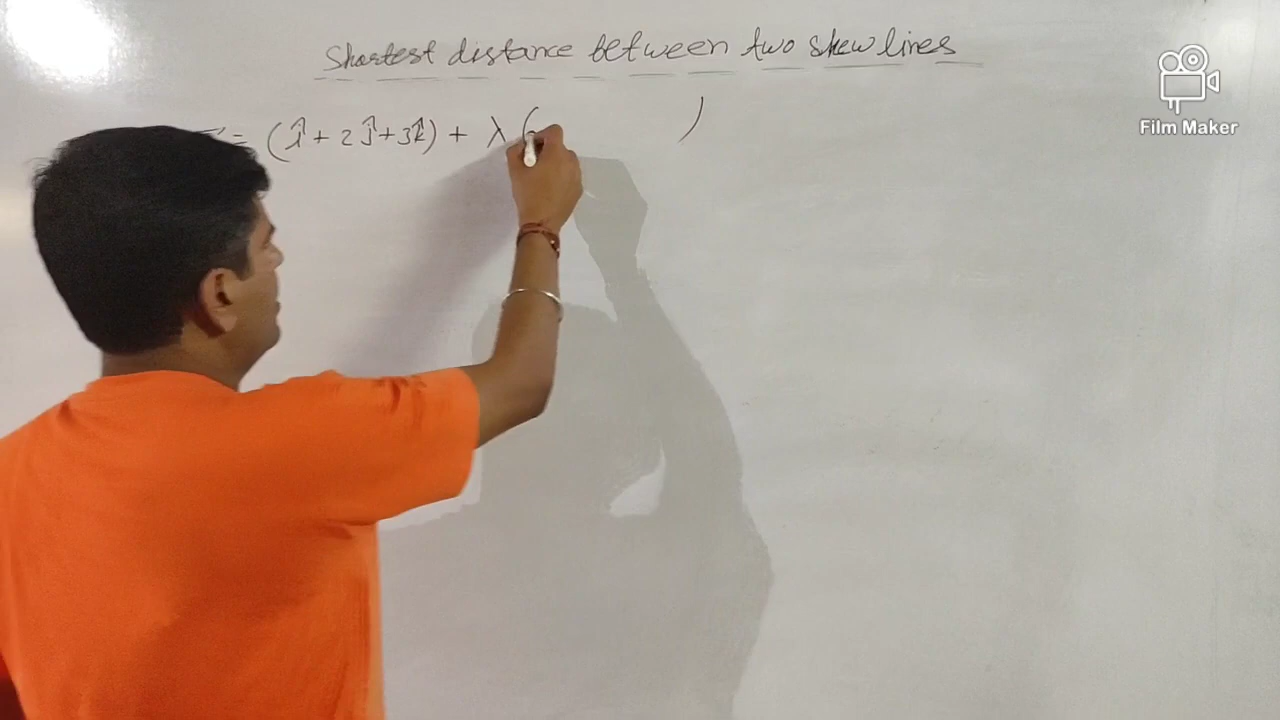 Shortest distance between two skew lines
= (î + 2ĵ + 3k̂) + λ ( )
Film Maker